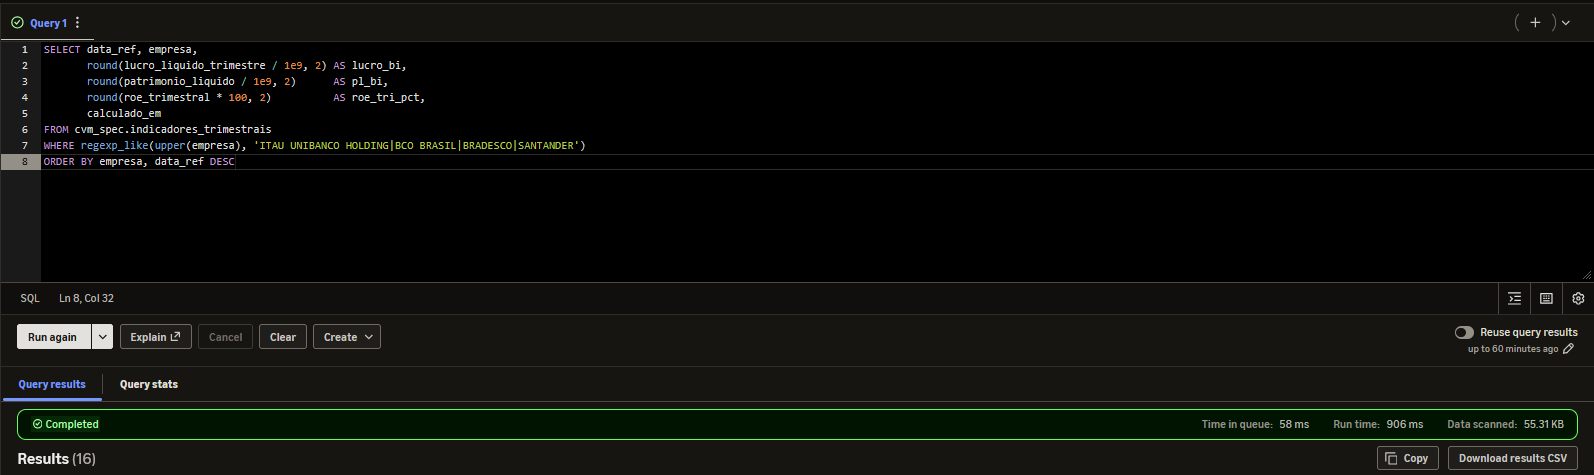 Query 1
1 SELECT data_ref, empresa,
2 round(lucro_liquido_trimestre / 1e9, 2) AS lucro_bi,
3 round(patrimonio_liquido / 1e9, 2) AS pl_bi,
4 round(roe_trimestral * 100, 2) AS roe_tri_pct,
5 calculado_em
6 FROM cvm_spec.indicadores_trimestrais
7 WHERE regexp_like(upper(empresa), 'ITAU UNIBANCO HOLDING|BCO BRASIL|BRADESCO|SANTANDER')
8 ORDER BY empresa, data_ref DESC
SQL Ln 8, Col 32
Run again Explain Cancel Clear Create Reuse query results
up to 60 minutes ago
Query results Query stats
Completed Time in queue: 58 ms Run time: 906 ms Data scanned: 55.31 KB
Results (16) Copy Download results CSV